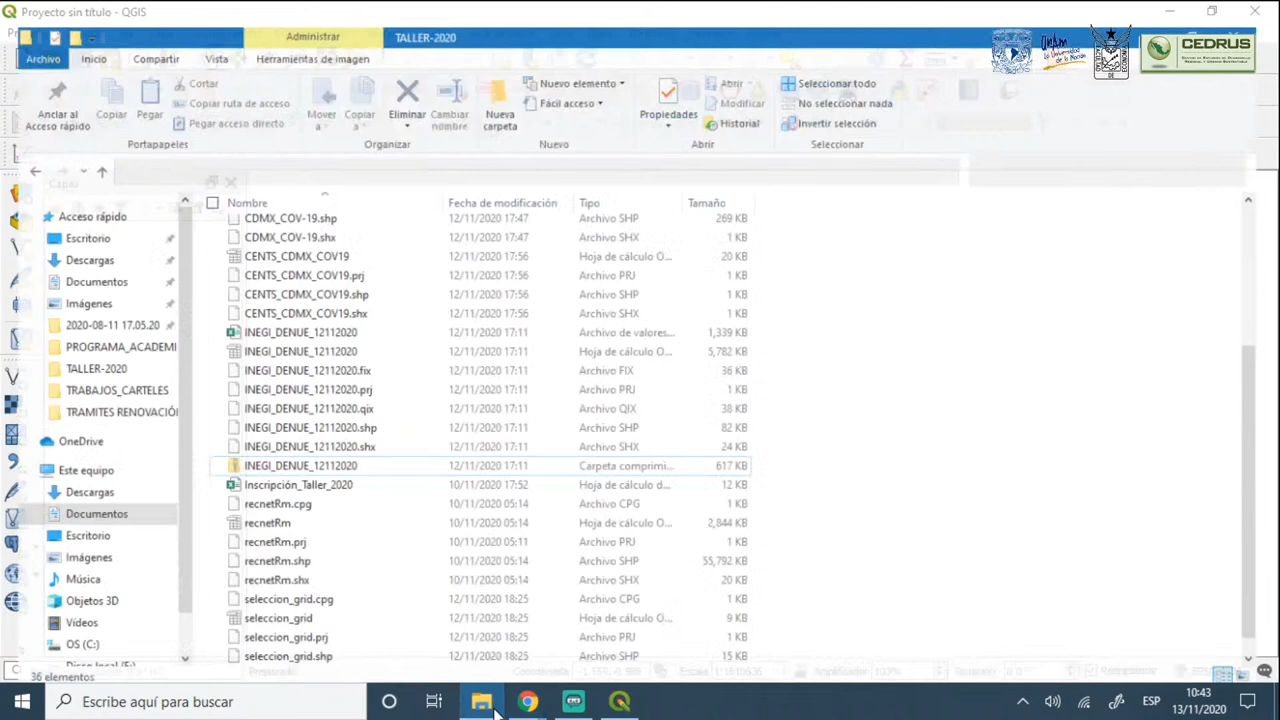 Proyecto sin título - QGIS
Administrar
TALLER-2020
Archivo
Inicio
Compartir
Vista
Herramientas de imagen
CEDRUS
Anclar al Acceso rápido
Copiar
Pegar
Cortar
Copiar ruta de acceso
Pegar acceso directo
Portapapeles
Mover a
Copiar a
Eliminar
Cambiar nombre
Organizar
Nueva carpeta
Nuevo elemento
Fácil acceso
Nuevo
Propiedades
Abrir
Modificar
Historial
Abrir
Seleccionar todo
No seleccionar nada
Invertir selección
Seleccionar
Capas
Acceso rápido
Escritorio
Descargas
Documentos
Imágenes
2020-08-11 17.05.20
PROGRAMA_ACADEMI
TALLER-2020
TRABAJOS_CARTELES
TRAMITES RENOVACIÓN
OneDrive
Este equipo
Descargas
Documentos
Escritorio
Imágenes
Música
Objetos 3D
Vídeos
OS (C:)
Nombre Fecha de modificación Tipo Tamaño
CDMX_COV-19.shp 12/11/2020 17:47 Archivo SHP 269 KB
CDMX_COV-19.shx 12/11/2020 17:47 Archivo SHX 1 KB
CENTS_CDMX_COV19 12/11/2020 17:56 Hoja de cálculo O... 20 KB
CENTS_CDMX_COV19.prj 12/11/2020 17:56 Archivo PRJ 1 KB
CENTS_CDMX_COV19.shp 12/11/2020 17:56 Archivo SHP 1 KB
CENTS_CDMX_COV19.shx 12/11/2020 17:56 Archivo SHX 1 KB
INEGI_DENUE_12112020 12/11/2020 17:11 Archivo de valores... 1,339 KB
INEGI_DENUE_12112020 12/11/2020 17:11 Hoja de cálculo O... 5,782 KB
INEGI_DENUE_12112020.fix 12/11/2020 17:11 Archivo FIX 36 KB
INEGI_DENUE_12112020.prj 12/11/2020 17:11 Archivo PRJ 1 KB
INEGI_DENUE_12112020.qix 12/11/2020 17:11 Archivo QIX 38 KB
INEGI_DENUE_12112020.shp 12/11/2020 17:11 Archivo SHP 82 KB
INEGI_DENUE_12112020.shx 12/11/2020 17:11 Archivo SHX 24 KB
INEGI_DENUE_12112020 12/11/2020 17:11 Carpeta comprimi... 617 KB
Inscripción_Taller_2020 10/11/2020 17:52 Hoja de cálculo d... 12 KB
recnetRm.cpg 10/11/2020 05:14 Archivo CPG 1 KB
recnetRm 10/11/2020 05:14 Hoja de cálculo O... 2,844 KB
recnetRm.prj 10/11/2020 05:11 Archivo PRJ 1 KB
recnetRm.shp 10/11/2020 05:14 Archivo SHP 55,792 KB
recnetRm.shx 10/11/2020 05:14 Archivo SHX 20 KB
seleccion_grid.cpg 12/11/2020 18:25 Archivo CPG 1 KB
seleccion_grid 12/11/2020 18:25 Hoja de cálculo O... 9 KB
seleccion_grid.prj 12/11/2020 18:25 Archivo PRJ 1 KB
seleccion_grid.shp 12/11/2020 18:25 Archivo SHP 15 KB
36 elementos
Escribe aquí para buscar
ESP
10:43
13/11/2020